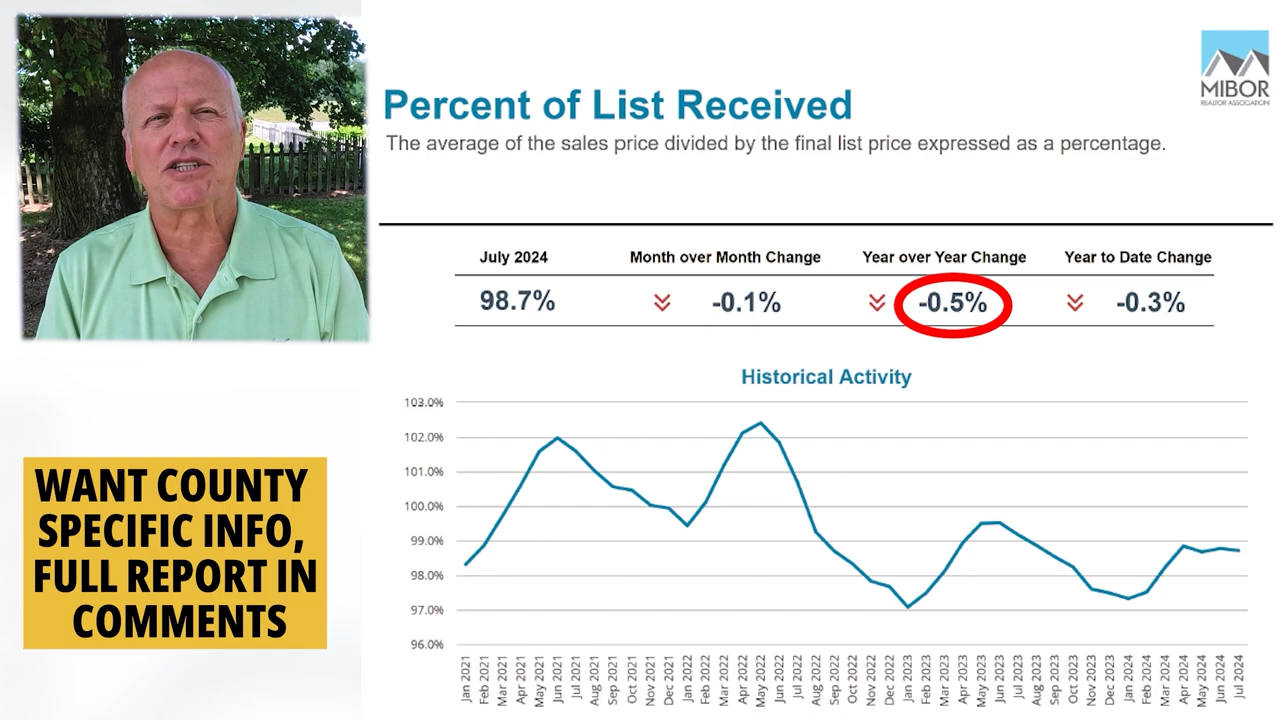 MIBOR
REALTOR ASSOCIATION
Percent of List Received
The average of the sales price divided by the final list price expressed as a percentage.
July 2024 Month over Month Change Year over Year Change Year to Date Change
98.7% -0.1% -0.5% -0.3%
Historical Activity
103.0%
102.0%
101.0%
100.0%
99.0%
98.0%
97.0%
96.0%
Jan 2021
Feb 2021
Mar 2021
Apr 2021
May 2021
Jun 2021
Jul 2021
Aug 2021
Sep 2021
Oct 2021
Nov 2021
Dec 2021
Jan 2022
Feb 2022
Mar 2022
Apr 2022
May 2022
Jun 2022
Jul 2022
Aug 2022
Sep 2022
Oct 2022
Nov 2022
Dec 2022
Jan 2023
Feb 2023
Mar 2023
Apr 2023
May 2023
Jun 2023
Jul 2023
Aug 2023
Sep 2023
Oct 2023
Nov 2023
Dec 2023
Jan 2024
Feb 2024
Mar 2024
Apr 2024
May 2024
Jun 2024
Jul 2024
WANT COUNTY
SPECIFIC INFO,
FULL REPORT IN
COMMENTS